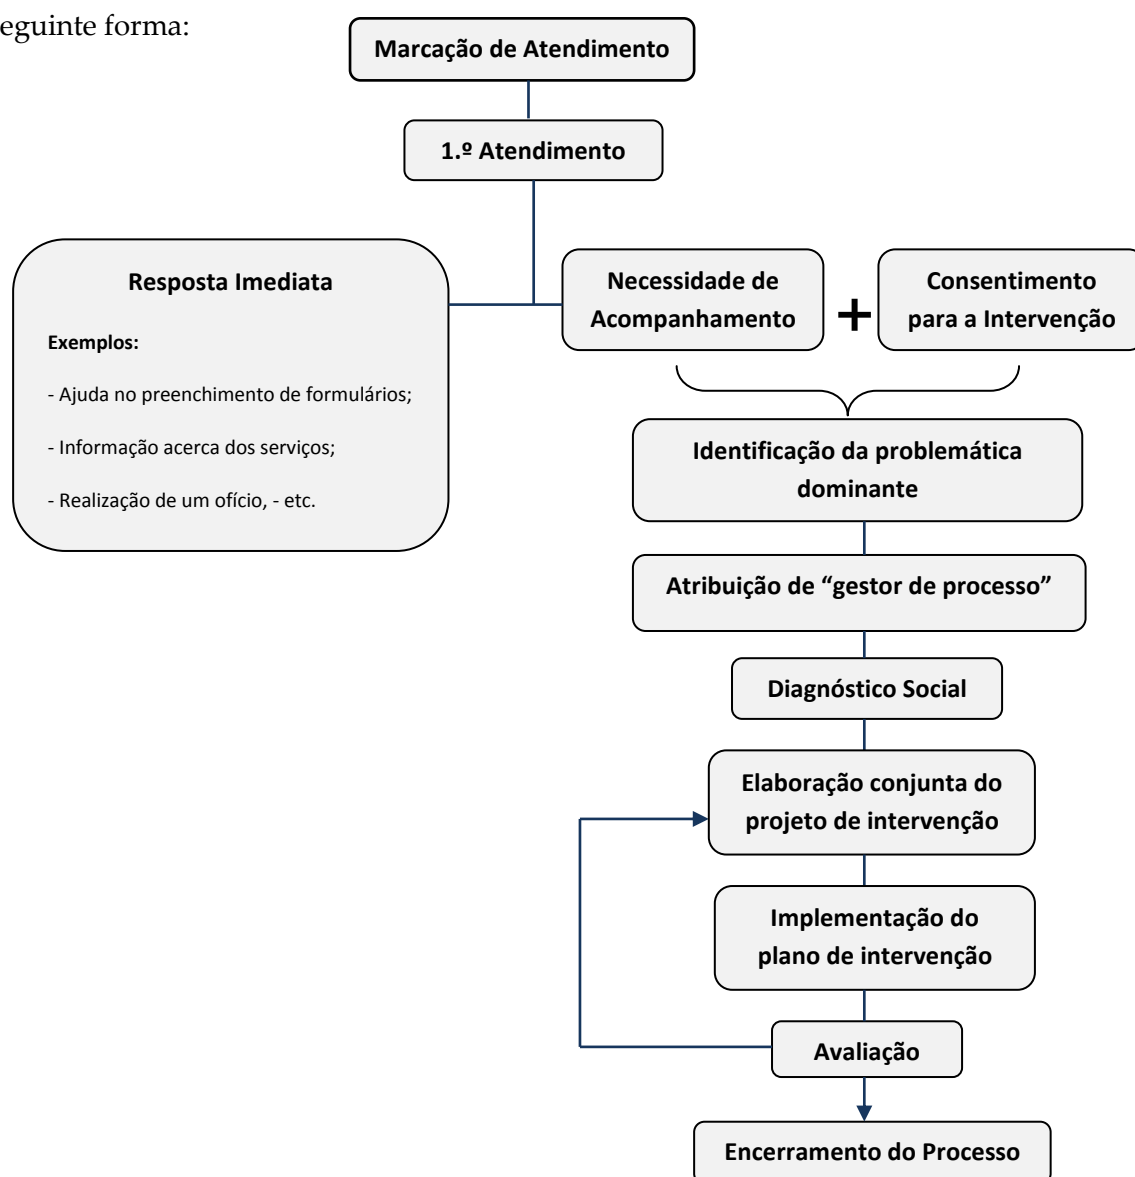 eguinte forma:
Marcação de Atendimento
1.º Atendimento
Resposta Imediata
Exemplos:
- Ajuda no preenchimento de formulários;
- Informação acerca dos serviços;
- Realização de um ofício, - etc.
Necessidade de
Acompanhamento
+
Consentimento
para a Intervenção
Identificação da problemática
dominante
Atribuição de “gestor de processo”
Diagnóstico Social
Elaboração conjunta do
projeto de intervenção
Implementação do
plano de intervenção
Avaliação
Encerramento do Processo